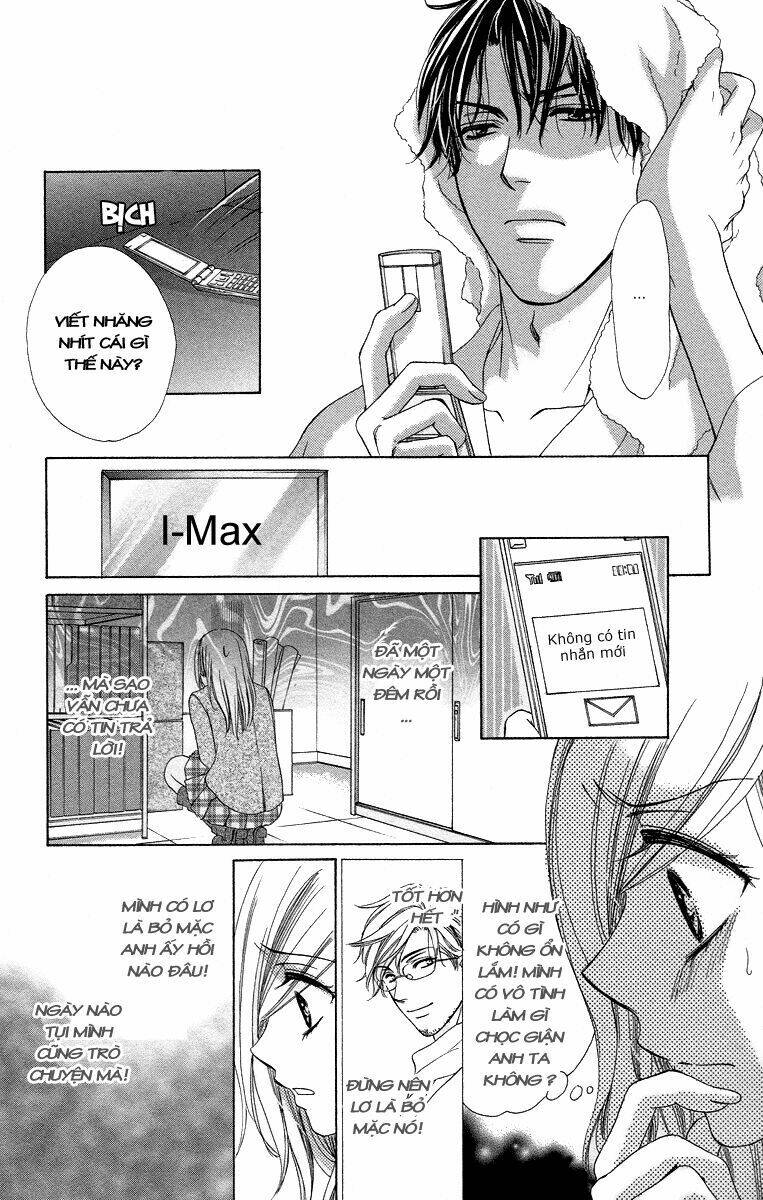 ...
BỊCH
VIẾT NHĂNG
NHÍT CÁI GÌ
THẾ NÀY?
I-Max
Không có tin
nhắn mới
ĐÃ MỘT
NGÀY MỘT
ĐÊM RỒI
...
... MÀ SAO
VẪN CHƯA
CÓ TIN TRẢ
LỜI!
HÌNH NHƯ
CÓ GÌ
KHÔNG ỔN
LẮM! MÌNH
CÓ VÔ TÌNH
LÀM GÌ
CHỌC GIẬN
ANH TA
KHÔNG?
TỐT HƠN
HẾT
ĐỪNG NÊN
LƠ LÀ BỎ
MẶC NÓ!
MÌNH CÓ LƠ
LÀ BỎ MẶC
ANH ẤY HỒI
NÀO ĐÂU!
NGÀY NÀO
TỤI MÌNH
CŨNG TRÒ
CHUYỆN MÀ!